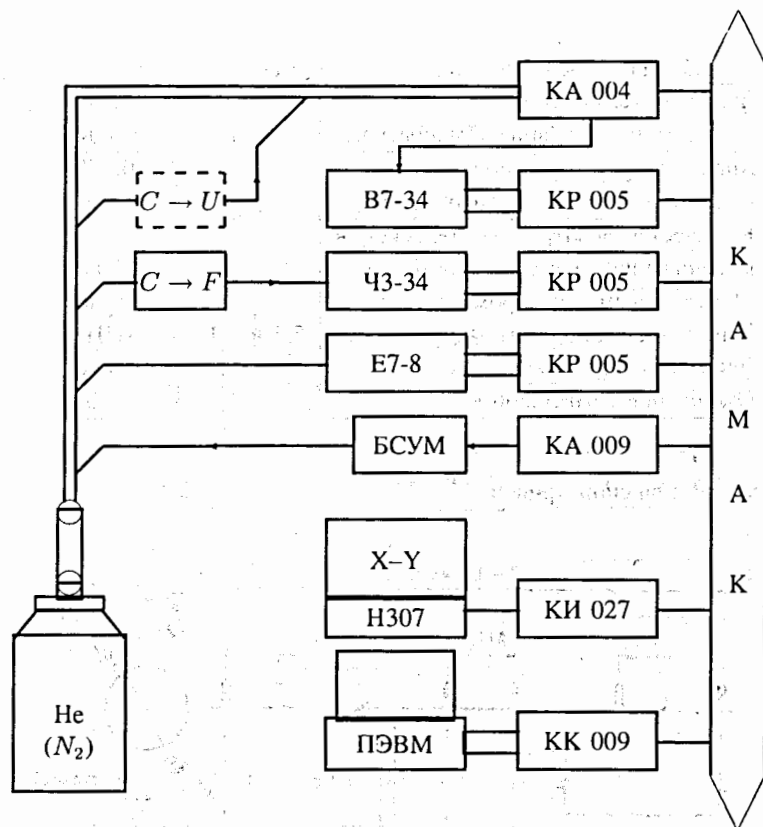 КА 004
C → U
В7-34
КР 005
C → F
Ч3-34
КР 005
Е7-8
КР 005
БСУМ
КА 009
X–Y
Н307
КИ 027
He
(N₂)
ПЭВМ
КК 009
К
А
М
А
К